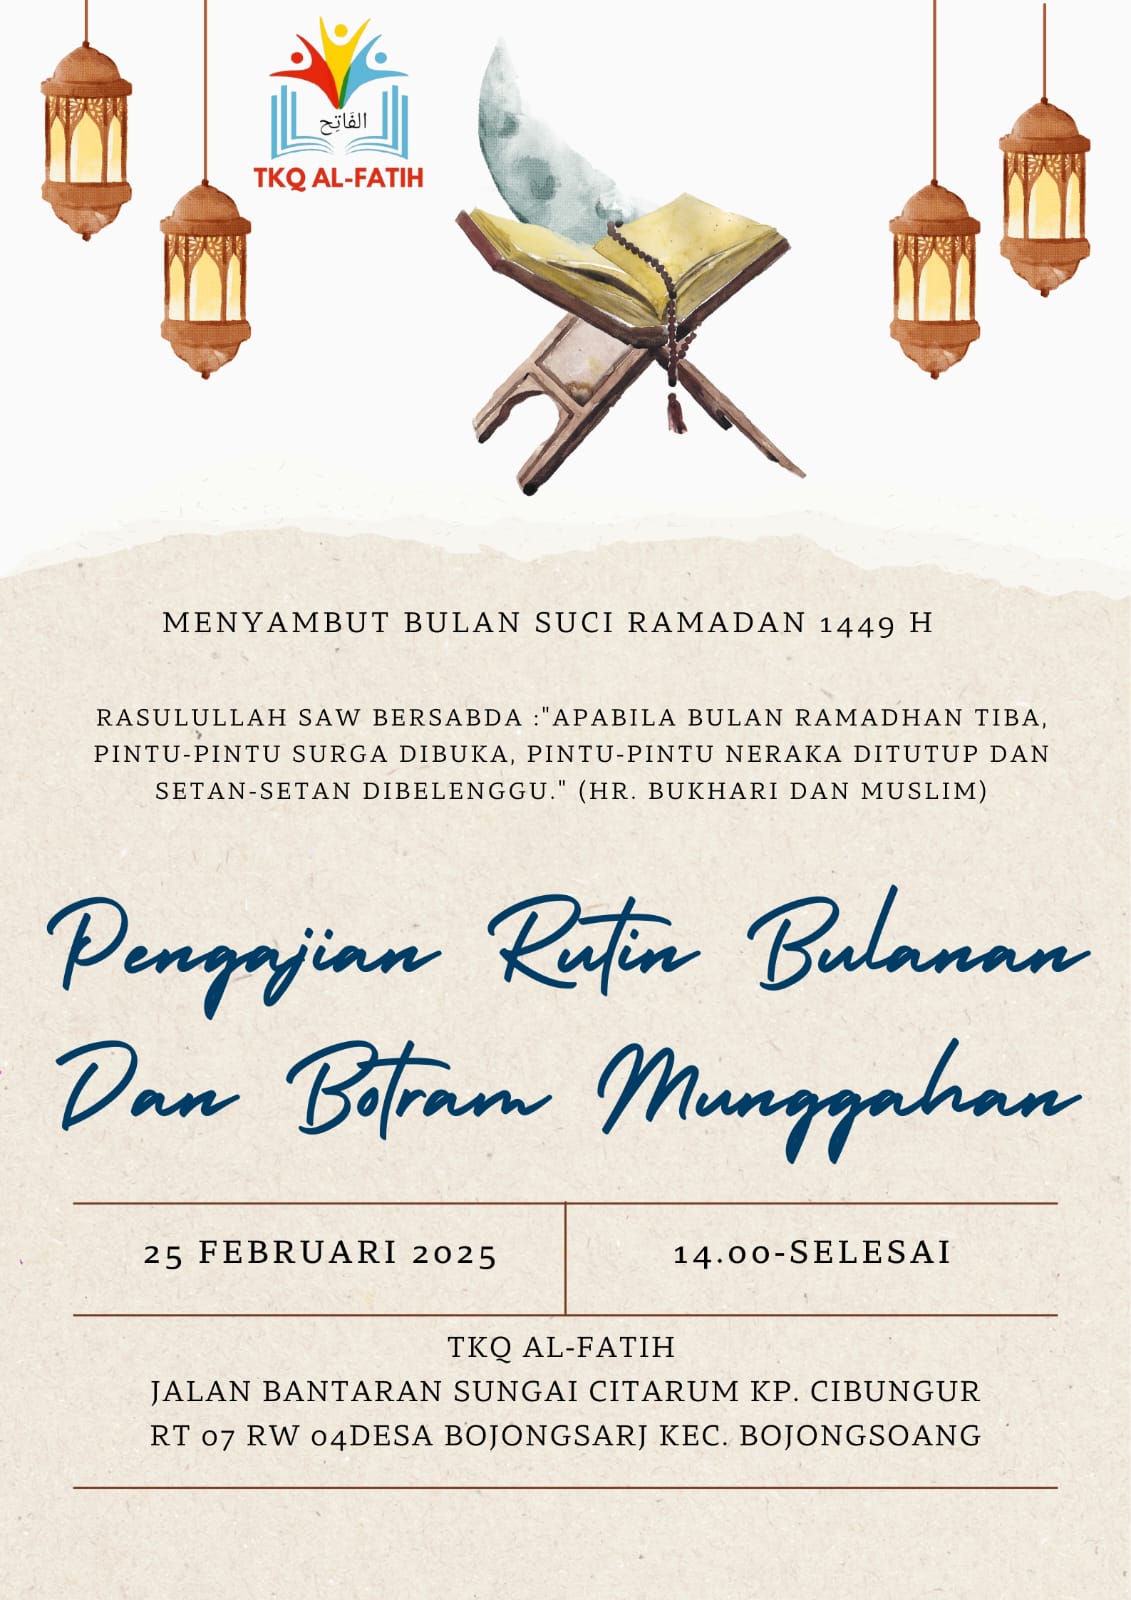 الفَاتِح
TKQ AL-FATIH
MENYAMBUT BULAN SUCI RAMADAN 1449 H
RASULULLAH SAW BERSABDA :"APABILA BULAN RAMADHAN TIBA,
PINTU-PINTU SURGA DIBUKA, PINTU-PINTU NERAKA DITUTUP DAN
SETAN-SETAN DIBELENGGU." (HR. BUKHARI DAN MUSLIM)
Pengajian Rutin Bulanan
Dan Botram Munggahan
25 FEBRUARI 2025
14.00-SELESAI
TKQ AL-FATIH
JALAN BANTARAN SUNGAI CITARUM KP. CIBUNGUR
RT 07 RW 04DESA BOJONGSARJ KEC. BOJONGSOANG